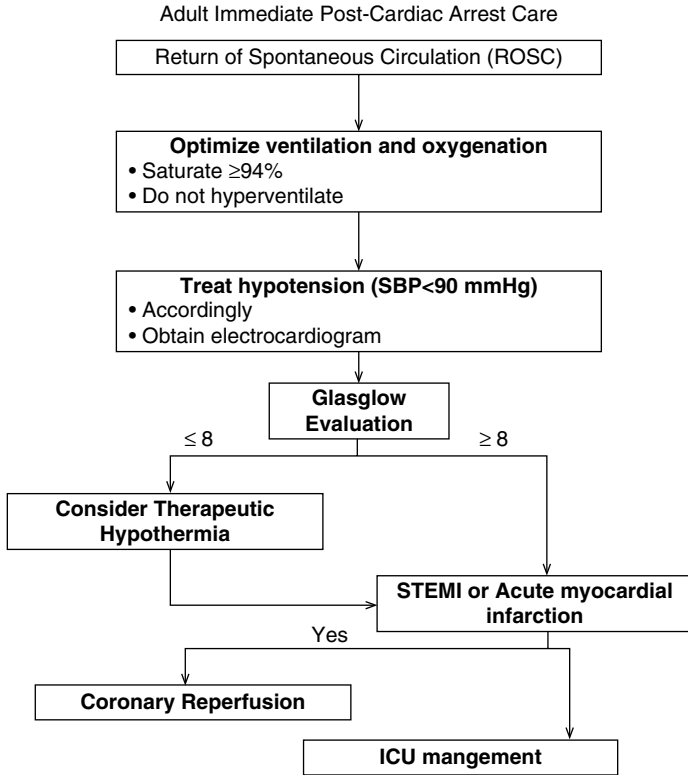 Adult Immediate Post-Cardiac Arrest Care
Return of Spontaneous Circulation (ROSC)
Optimize ventilation and oxygenation
• Saturate ≥94%
• Do not hyperventilate
Treat hypotension (SBP<90 mmHg)
• Accordingly
• Obtain electrocardiogram
Glasglow
Evaluation
≤ 8
≥ 8
Consider Therapeutic
Hypothermia
STEMI or Acute myocardial
infarction
Yes
Coronary Reperfusion
ICU mangement